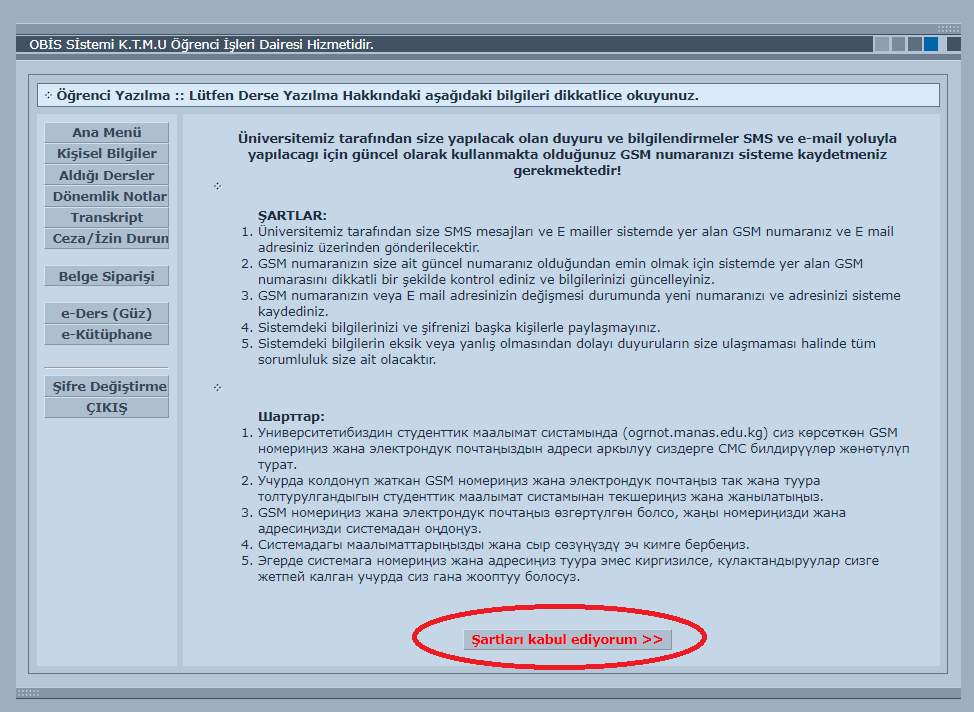 OBİS Sİstemi K.T.M.U Öğrenci İşleri Dairesi Hizmetidir.
Öğrenci Yazılma :: Lütfen Derse Yazılma Hakkındaki aşağıdaki bilgileri dikkatlice okuyunuz.
Ana Menü
Kişisel Bilgiler
Aldığı Dersler
Dönemlik Notlar
Transkript
Ceza/İzin Durun
Belge Siparişi
e-Ders (Güz)
e-Kütüphane
Şifre Değiştirme
ÇIKIŞ
Üniversitemiz tarafından size yapılacak olan duyuru ve bilgilendirmeler SMS ve e-mail yoluyla
yapılacagı için güncel olarak kullanmakta olduğunuz GSM numaranızı sisteme kaydetmeniz
gerekmektedir!
ŞARTLAR:
1. Üniversitemiz tarafından size SMS mesajları ve E mailler sistemde yer alan GSM numaranız ve E mail
adresiniz üzerinden gönderilecektir.
2. GSM numaranızın size ait güncel numaranız olduğundan emin olmak için sistemde yer alan GSM
numarasını dikkatli bir şekilde kontrol ediniz ve bilgilerinizi güncelleyiniz.
3. GSM numaranızın veya E mail adresinizin değişmesi durumunda yeni numaranızı ve adresinizi sisteme
kaydediniz.
4. Sistemdeki bilgilerinizi ve şifrenizi başka kişilerle paylaşmayınız.
5. Sistemdeki bilgilerin eksik veya yanlış olmasından dolayı duyuruların size ulaşmaması halinde tüm
sorumluluk size ait olacaktır.
Шарттар:
1. Университетибиздин студенттик маалымат систамында (ogrnot.manas.edu.kg) сиз көрсөткөн GSM
номериңиз жана электрондук почтаңыздын адреси аркылуу сиздерге СМС билдирүүлөр жөнөтүлүп
турат.
2. Учурда колдонуп жаткан GSM номериңиз жана электрондук почтаңыз так жана туура
толтурулгандыгын студенттик маалымат систамынан текшериңиз жана жанылатыңыз.
3. GSM номериңиз жана электрондук почтаңыз өзгөртүлгөн болсо, жаңы номериңизди жана
адресиңизди системадан оңдоңуз.
4. Системадагы маалыматтарыңызды жана сыр сөзүңүздү эч кимге бербеңиз.
5. Эгерде системага номериңиз жана адресиңиз туура эмес киргизилсе, кулактандыруулар сизге
жетпей калган учурда сиз гана жооптуу болосуз.
Şartları kabul ediyorum >>